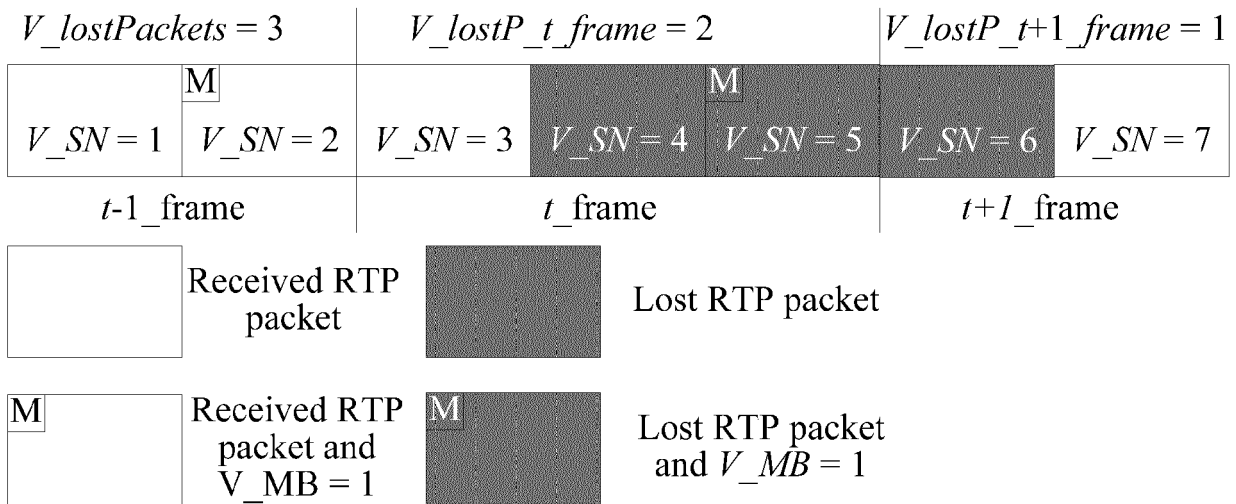 V_lostPackets = 3
V_lostP_t_frame = 2
V_lostP_t+1_frame = 1
M
M
V_SN = 1
V_SN = 2
V_SN = 3
V_SN = 4
V_SN = 5
V_SN = 6
V_SN = 7
t-1_frame
t_frame
t+1_frame
Received RTP
packet
Lost RTP packet
M
Received RTP
packet and
V_MB = 1
M
Lost RTP packet
and V_MB = 1